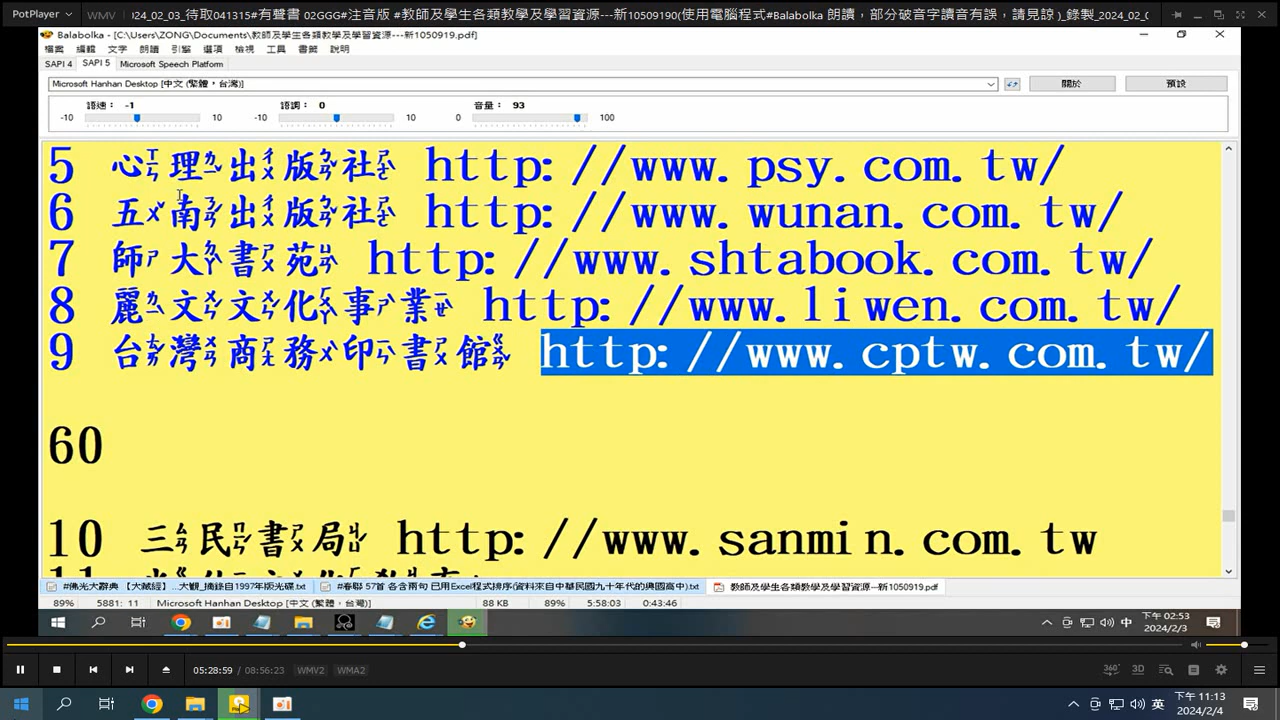 PotPlayer WMV 024_02_03_待取041315#有聲書 02GGG#注音版 #教師及學生各類教學及學習資源---新10509190(使用電腦程式#Balabolka 朗讀，部分破音字讀音有誤，請見諒 )_錄製_2024_02_0
Balabolka - [C:\Users\ZONG\Documents\教師及學生各類教學及學習資源---新1050919.pdf]
檔案 編輯 文字 朗讀 引擎 選項 檢視 工具 書籤 說明
SAPI 4 SAPI 5 Microsoft Speech Platform
Microsoft Hanhan Desktop [中文 (繁體，台灣)] 關於 預設
語速： -1 語調： 0 音量： 93
-10 10 -10 10 0 100
5 心理出版社 http://www.psy.com.tw/
6 五南出版社 http://www.wunan.com.tw/
7 師大書苑 http://www.shtabook.com.tw/
8 麗文文化事業 http://www.liwen.com.tw/
9 台灣商務印書館 http://www.cptw.com.tw/
60
10 三民書局 http://www.sanmin.com.tw
#佛光大辭典 【大藏經】...大觀_摘錄自1997年版光碟.txt #春聯 57首 各含兩句 已用Excel程式排序(資料來自中華民國九十年代的興國高中).txt 教師及學生各類教學及學習資源---新1050919.pdf
89% 5881: 11 Microsoft Hanhan Desktop [中文 (繁體，台灣)] 88 KB 89% 5:58:03 0:43:46
中 下午 02:53
2024/2/3
05:28:59 / 08:56:23 WMV2 WMA2 360° 3D
英 下午 11:13
2024/2/4